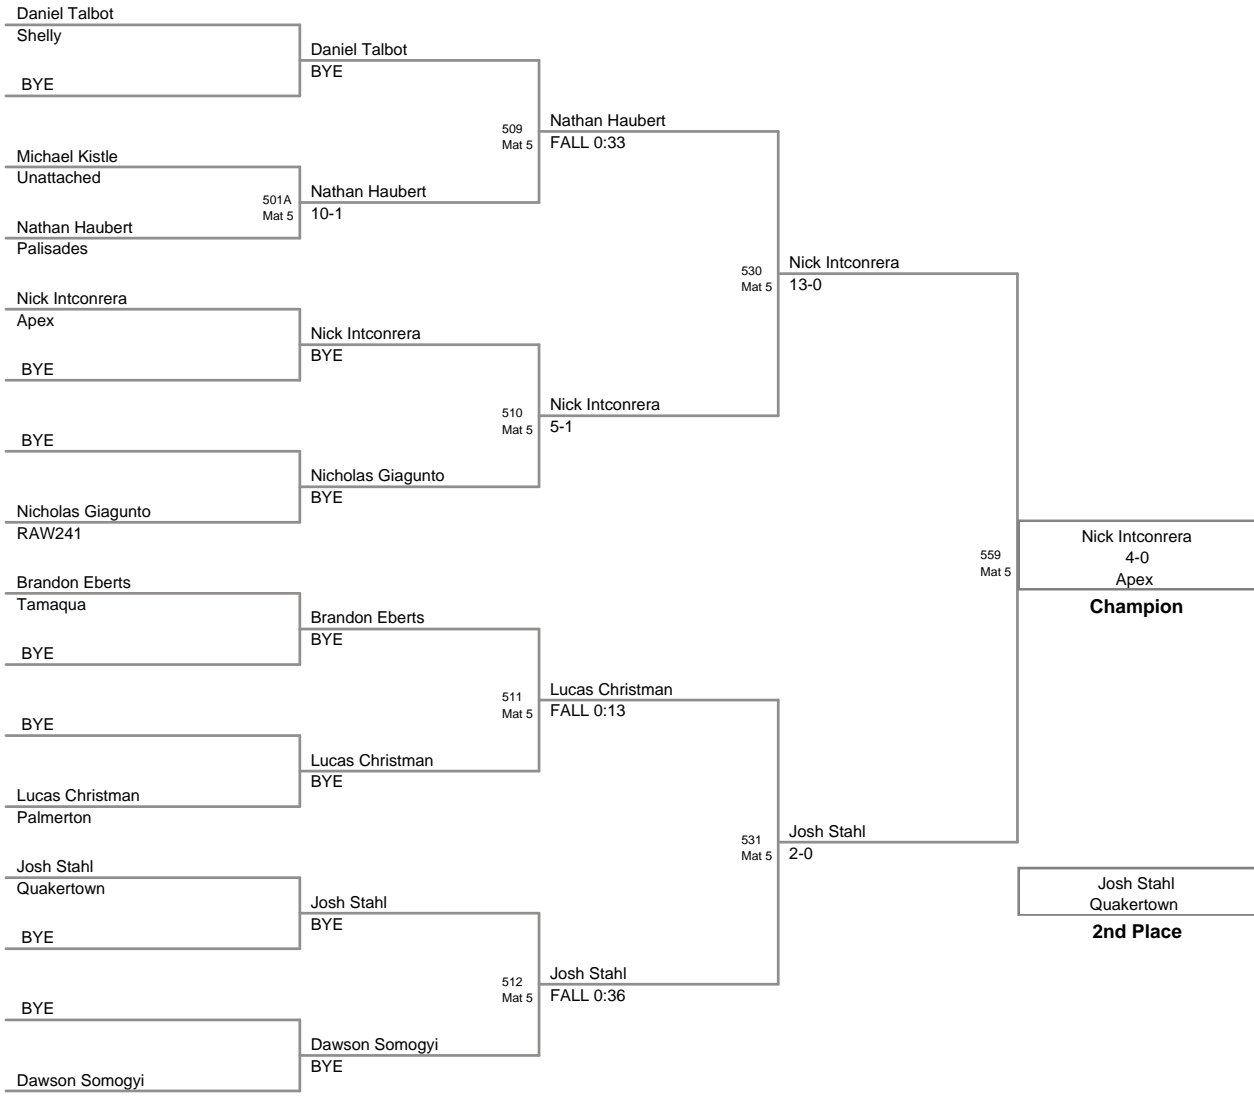 Daniel Talbot
Shelly
BYE
Michael Kistle
Unattached
Nathan Haubert
Palisades
Nick Intconrera
Apex
BYE
BYE
Nicholas Giagunto
RAW241
Brandon Eberts
Tamaqua
BYE
BYE
Lucas Christman
Palmerton
Josh Stahl
Quakertown
BYE
BYE
Dawson Somogyi
Daniel Talbot
BYE
501A
Mat 5
Nathan Haubert
10-1
Nick Intconrera
BYE
Nicholas Giagunto
BYE
Brandon Eberts
BYE
Lucas Christman
BYE
Josh Stahl
BYE
Dawson Somogyi
BYE
509
Mat 5
Nathan Haubert
FALL 0:33
510
Mat 5
Nick Intconrera
5-1
511
Mat 5
Lucas Christman
FALL 0:13
512
Mat 5
Josh Stahl
FALL 0:36
530
Mat 5
Nick Intconrera
13-0
531
Mat 5
Josh Stahl
2-0
559
Mat 5
Nick Intconrera
4-0
Apex
Champion
Josh Stahl
Quakertown
2nd Place